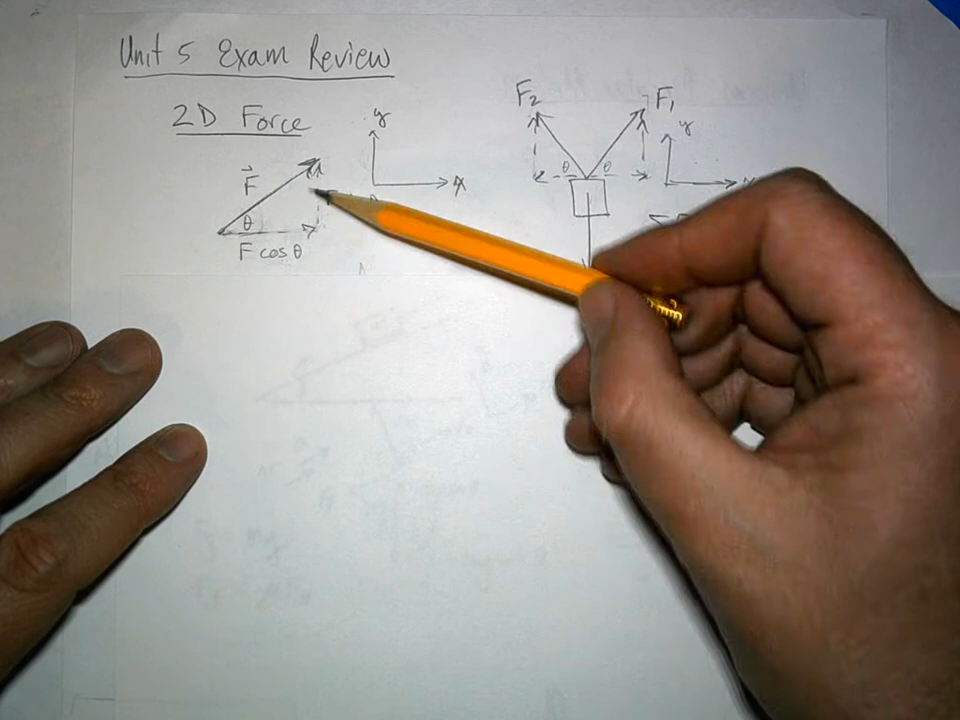 Unit 5 Exam Review
2D Force
y
x
F⃗
θ
F cos θ
F₂
F₁
θ
θ
y